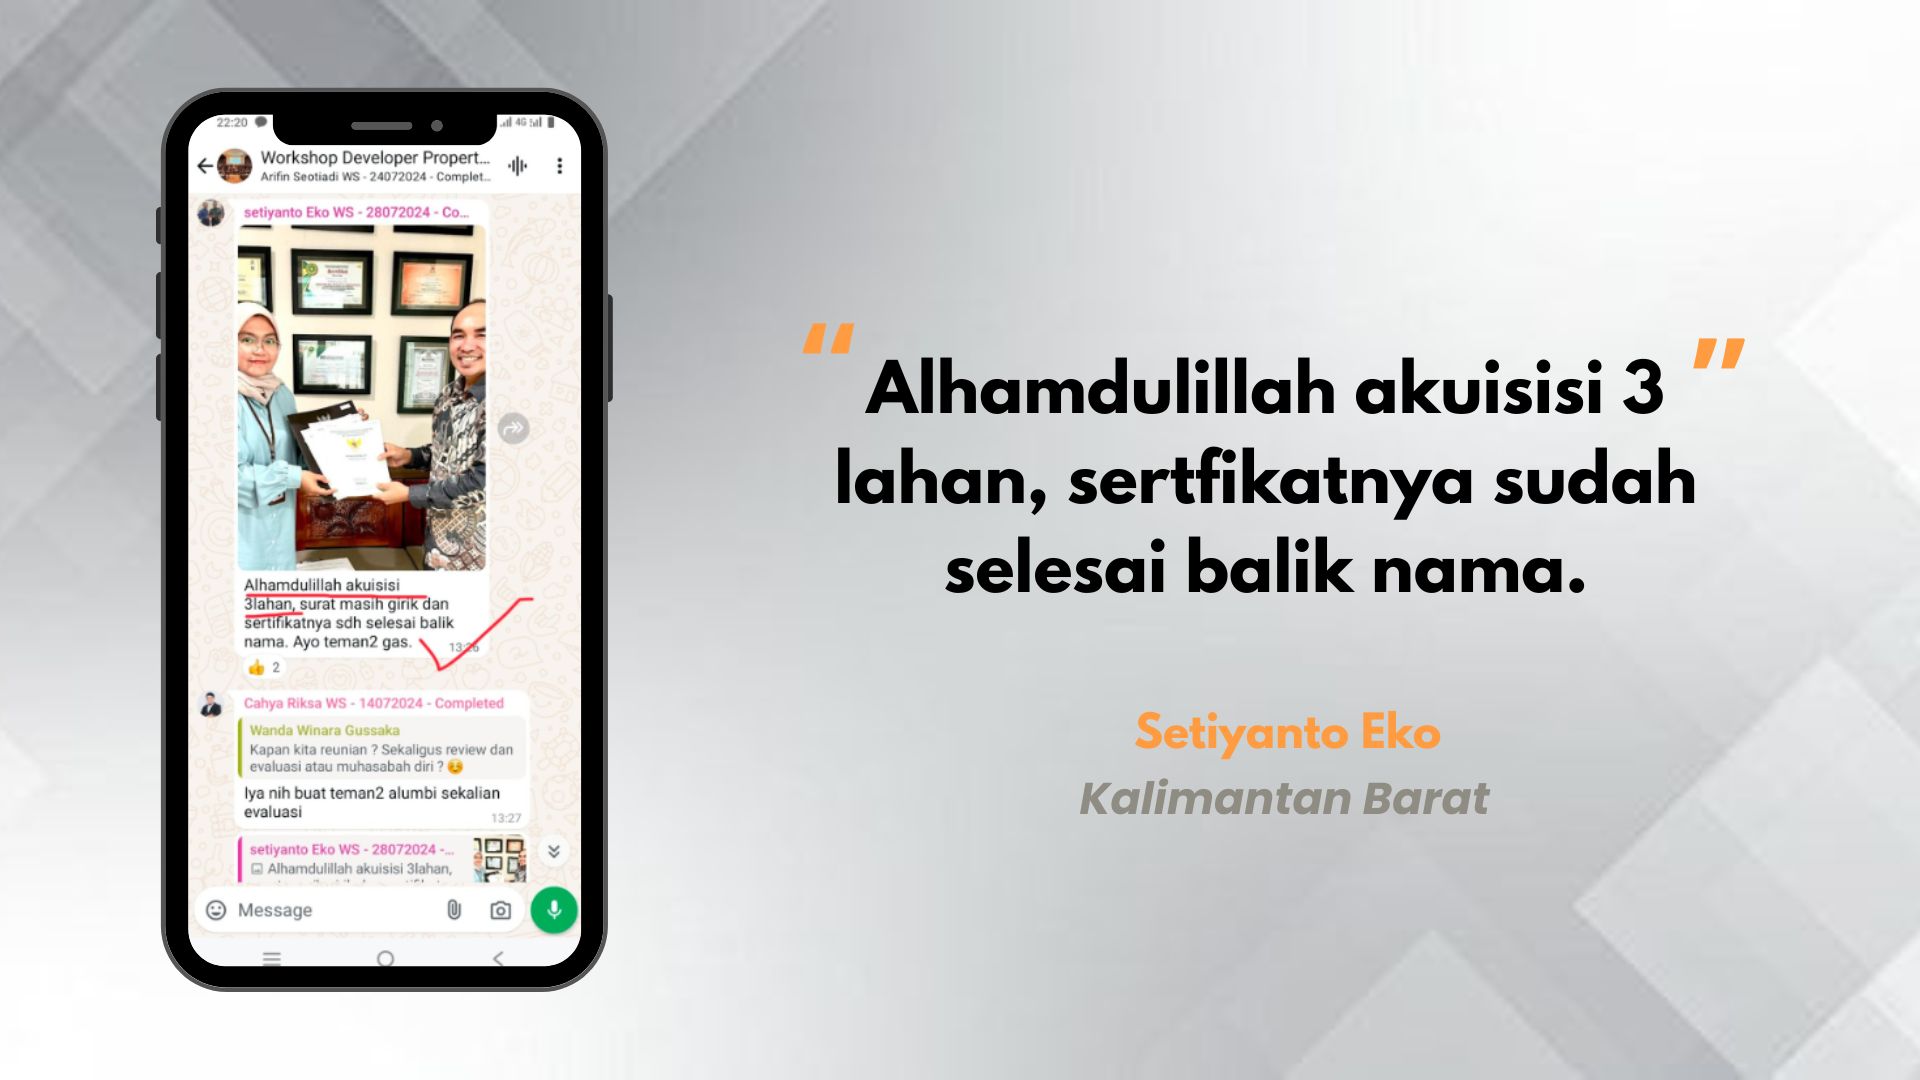 22:20
4G
Workshop Developer Propert...
Arifin Seotiadi WS - 24072024 - Complet...
setiyanto Eko WS - 28072024 - Co...
Alhamdulillah akuisisi
3lahan, surat masih girik dan
sertifikatnya sdh selesai balik
nama. Ayo teman2 gas.
13:26
👍 2
Cahya Riksa WS - 14072024 - Completed
Wanda Winara Gussaka
Kapan kita reunian ? Sekaligus review dan
evaluasi atau muhasabah diri ? ☺️
Iya nih buat teman2 alumbi sekalian
evaluasi
13:27
setiyanto Eko WS - 28072024 -...
Alhamdulillah akuisisi 3lahan,
Message
“ Alhamdulillah akuisisi 3 ”
lahan, sertfikatnya sudah
selesai balik nama.
Setiyanto Eko
Kalimantan Barat